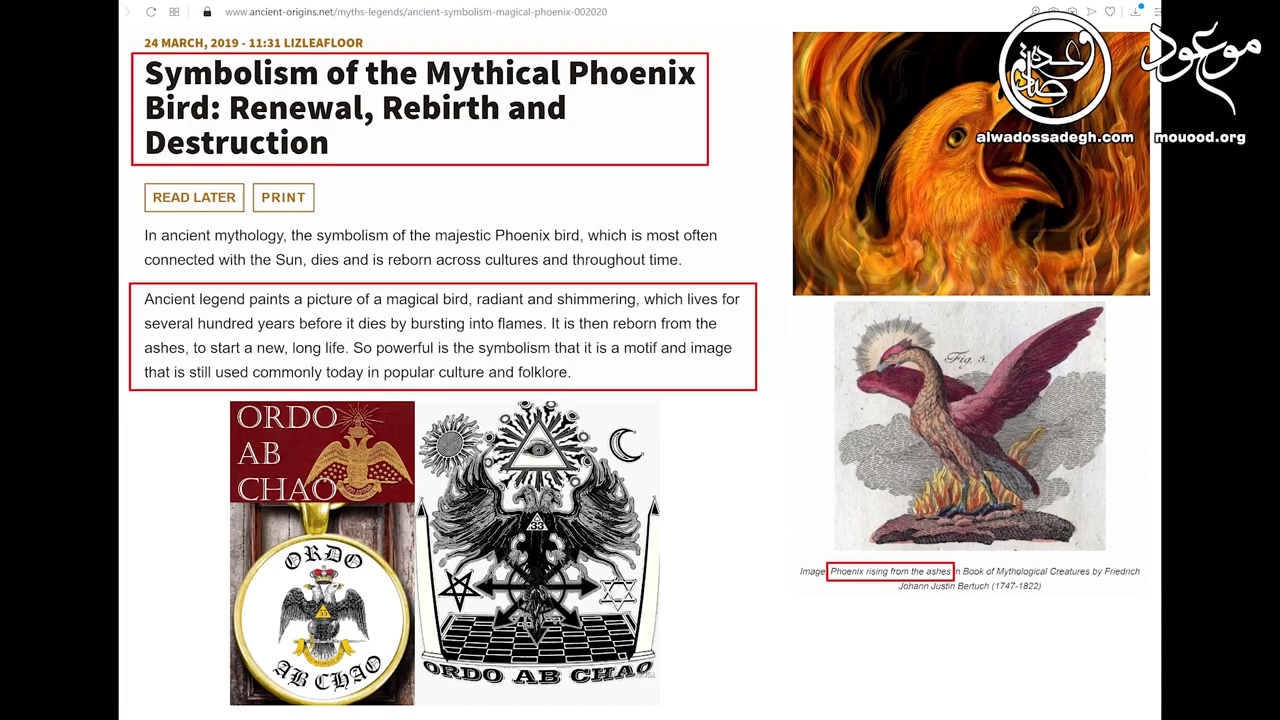 www.ancient-origins.net/myths-legends/ancient-symbolism-magical-phoenix-002020
24 MARCH, 2019 - 11:31 LIZLEAFLOOR
Symbolism of the Mythical Phoenix
Bird: Renewal, Rebirth and
Destruction
READ LATER PRINT
In ancient mythology, the symbolism of the majestic Phoenix bird, which is most often
connected with the Sun, dies and is reborn across cultures and throughout time.
Ancient legend paints a picture of a magical bird, radiant and shimmering, which lives for
several hundred years before it dies by bursting into flames. It is then reborn from the
ashes, to start a new, long life. So powerful is the symbolism that it is a motif and image
that is still used commonly today in popular culture and folklore.
ORDO
AB
CHAO
ORDO
33
AB CHAO
33
ORDO AB CHAO
وعده صادق
alwadossadegh.com
موعود
mouood.org
Fig. 3.
Image: Phoenix rising from the ashes in Book of Mythological Creatures by Friedrich
Johann Justin Bertuch (1747-1822)